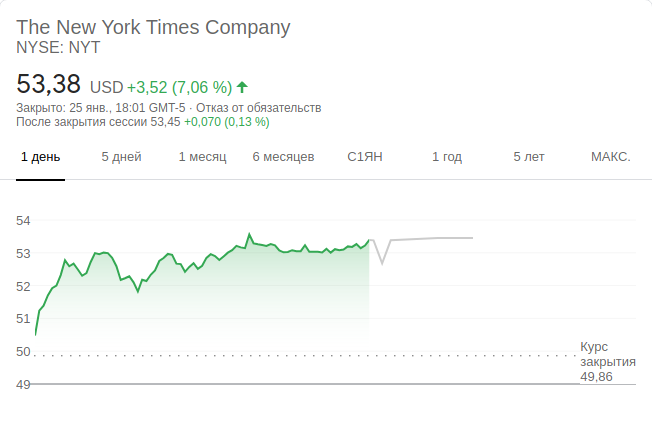 The New York Times Company
NYSE: NYT
53,38 USD +3,52 (7,06 %)
Закрыто: 25 янв., 18:01 GMT-5 · Отказ от обязательств
После закрытия сессии 53,45 +0,070 (0,13 %)
1 день 5 дней 1 месяц 6 месяцев С1ЯН 1 год 5 лет МАКС.
54
53
52
51
50
49
Курс
закрытия
49,86